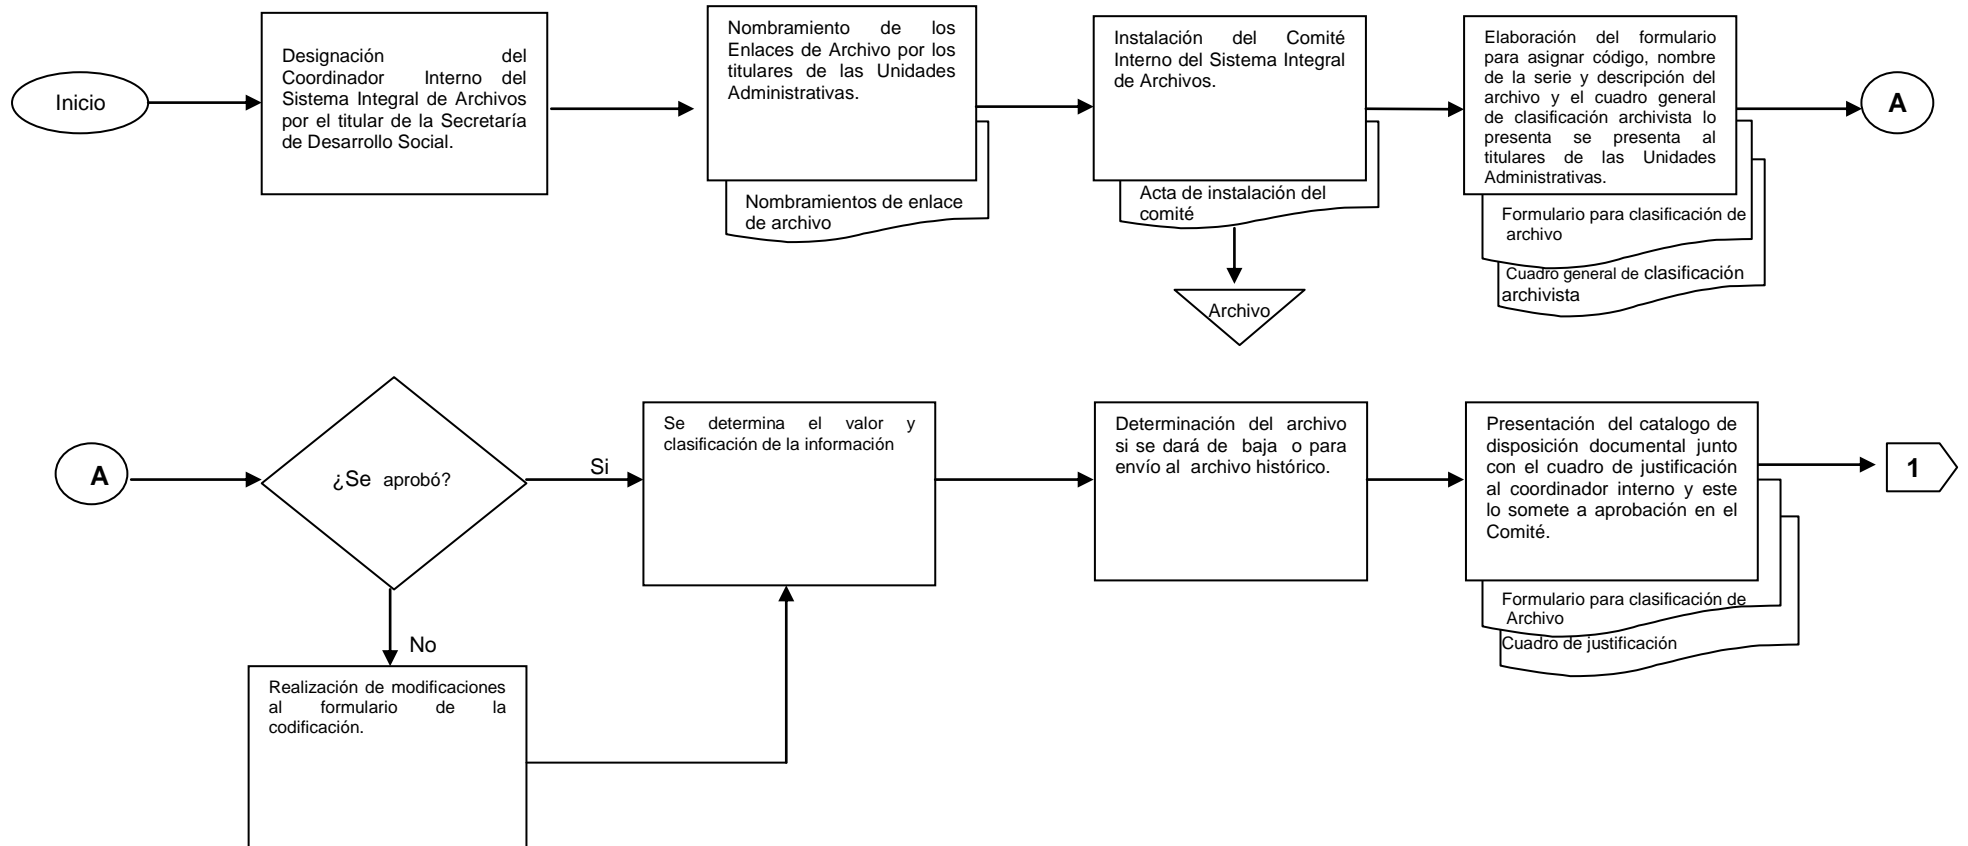 Inicio
Designación del
Coordinador Interno del
Sistema Integral de Archivos
por el titular de la Secretaría
de Desarrollo Social.
Nombramiento de los
Enlaces de Archivo por los
titulares de las Unidades
Administrativas.
Nombramientos de enlace
de archivo
Instalación del Comité
Interno del Sistema Integral
de Archivos.
Acta de instalación del
comité
Archivo
Elaboración del formulario
para asignar código, nombre
de la serie y descripción del
archivo y el cuadro general
de clasificación archivista lo
presenta se presenta al
titulares de las Unidades
Administrativas.
Formulario para clasificación de
archivo
Cuadro general de clasificación
archivista
A
A
¿Se aprobó?
Si
No
Realización de modificaciones
al formulario de la
codificación.
Se determina el valor y
clasificación de la información
Determinación del archivo
si se dará de baja o para
envío al archivo histórico.
Presentación del catalogo de
disposición documental junto
con el cuadro de justificación
al coordinador interno y este
lo somete a aprobación en el
Comité.
Formulario para clasificación de
Archivo
Cuadro de justificación
1